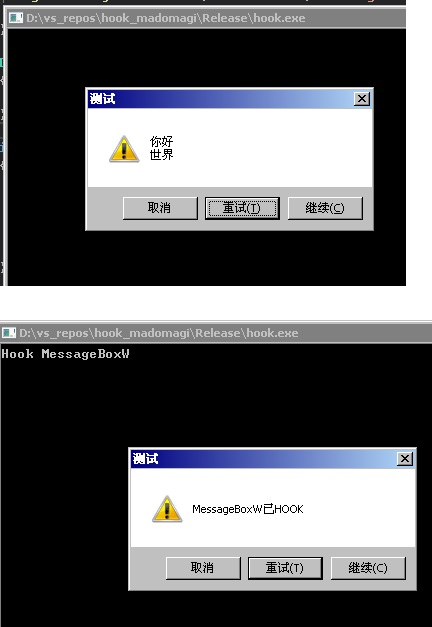 D:\vs_repos\hook_madomagi\Release\hook.exe
测试
你好
世界
取消
重试(T)
继续(C)
D:\vs_repos\hook_madomagi\Release\hook.exe
Hook MessageBoxW
测试
MessageBoxW已HOOK
取消
重试(T)
继续(C)